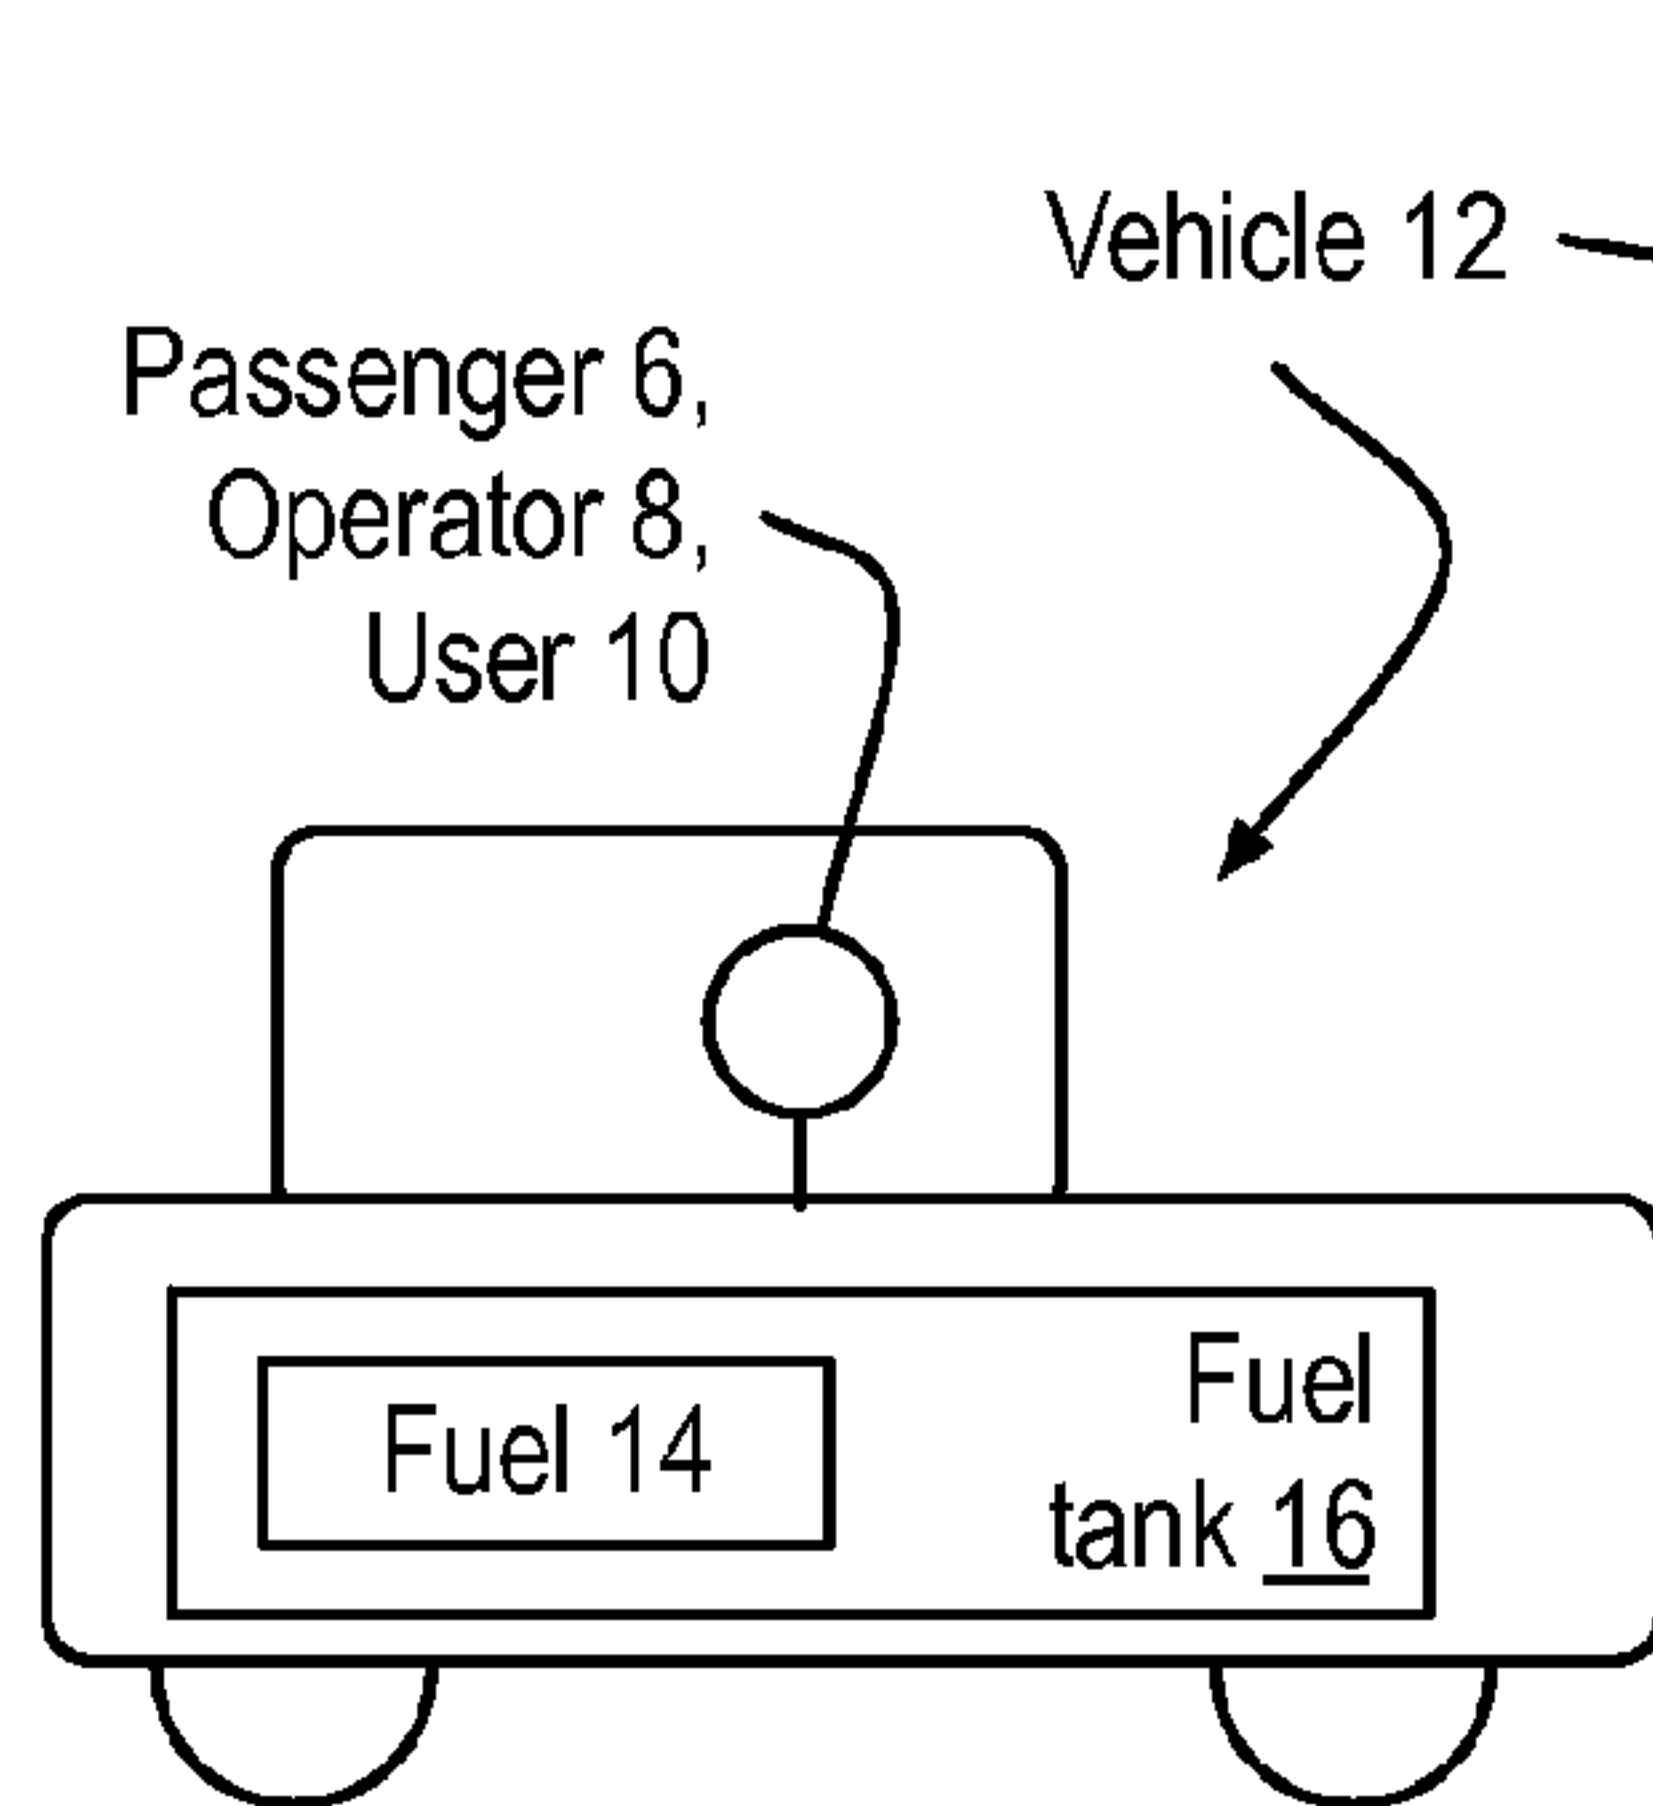 Vehicle 12
Passenger 6,
Operator 8,
User 10
Fuel 14
Fuel
tank 16